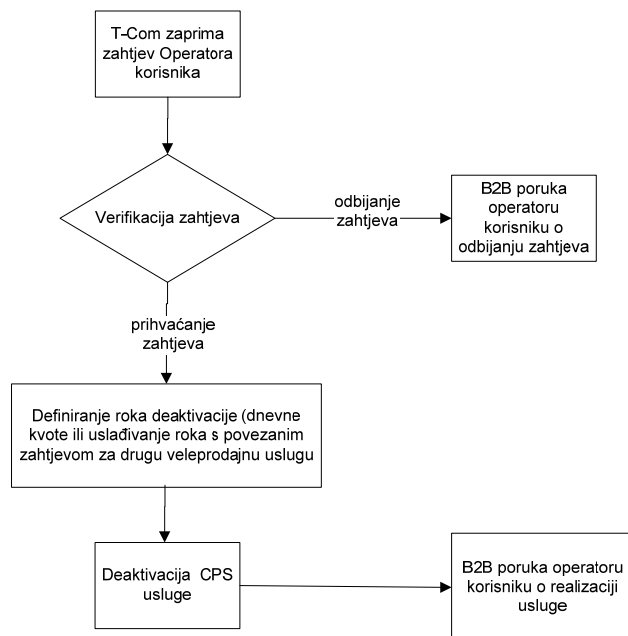 T-Com zaprima
zahtjev Operatora
korisnika
Verifikacija zahtjeva
odbijanje
zahtjeva
B2B poruka
operatoru
korisniku o
odbijanju zahtjeva
prihvaćanje
zahtjeva
Definiranje roka deaktivacije (dnevne
kvote ili uslađivanje roka s povezanim
zahtjevom za drugu veleprodajnu uslugu
Deaktivacija CPS
usluge
B2B poruka operatoru
korisniku o realizaciji
usluge